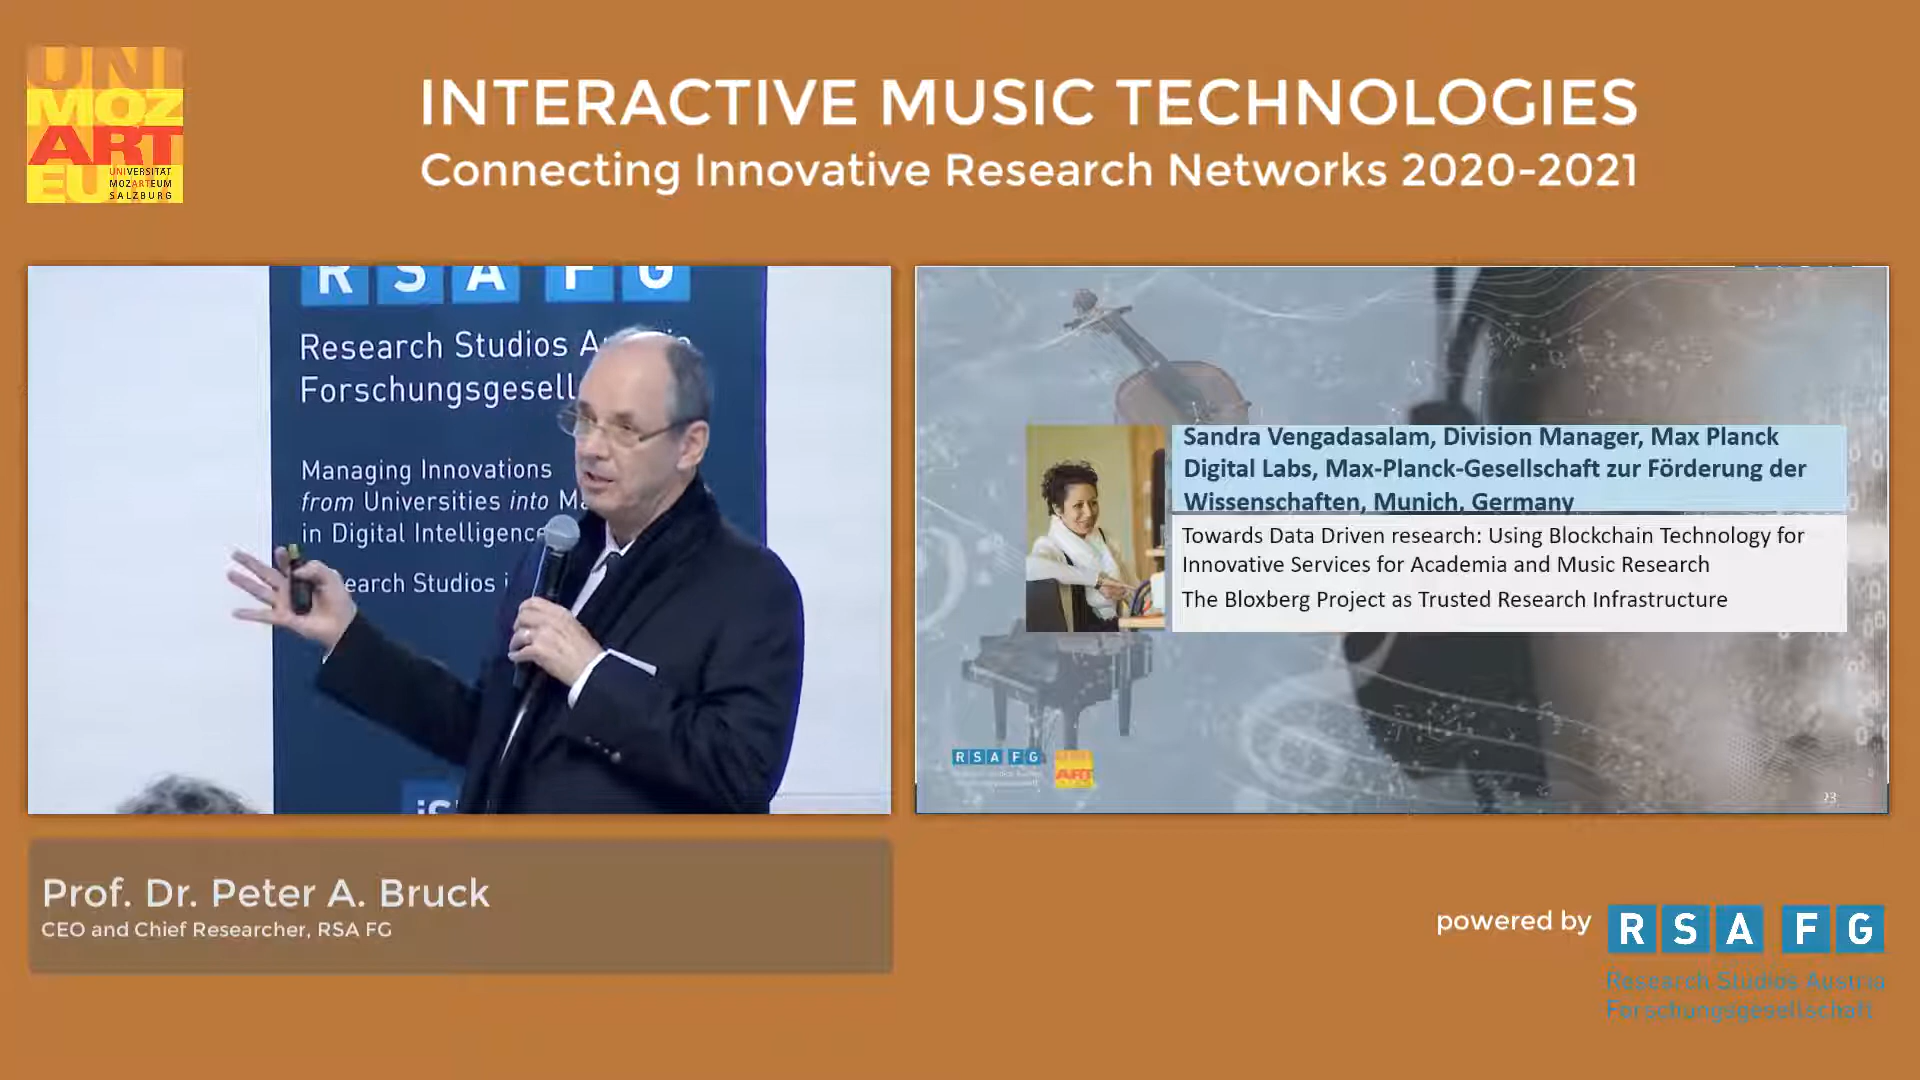 UNI
MOZ
ART
EU
UNIVERSITÄT
MOZARTEUM
SALZBURG
INTERACTIVE MUSIC TECHNOLOGIES
Connecting Innovative Research Networks 2020-2021
R S A F G
Research Studios
Forschungsgesell
Managing Innovations
from Universities into
in Digital Intelligence
earch Studios i
Sandra Vengadasalam, Division Manager, Max Planck
Digital Labs, Max-Planck-Gesellschaft zur Förderung der
Wissenschaften, Munich, Germany
Towards Data Driven research: Using Blockchain Technology for
Innovative Services for Academia and Music Research
The Bloxberg Project as Trusted Research Infrastructure
R S A F G
ART
23
Prof. Dr. Peter A. Bruck
CEO and Chief Researcher, RSA FG
powered by
R S A F G
Research Studios Austria
Forschungsgesellschaft